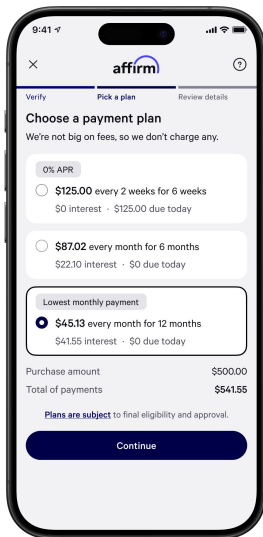 9:41
affirm
?
Verify Pick a plan Review details
Choose a payment plan
We're not big on fees, so we don't charge any.
0% APR
$125.00 every 2 weeks for 6 weeks
$0 interest · $125.00 due today
$87.02 every month for 6 months
$22.10 interest · $0 due today
Lowest monthly payment
$45.13 every month for 12 months
$41.55 interest · $0 due today
Purchase amount $500.00
Total of payments $541.55
Plans are subject to final eligibility and approval.
Continue